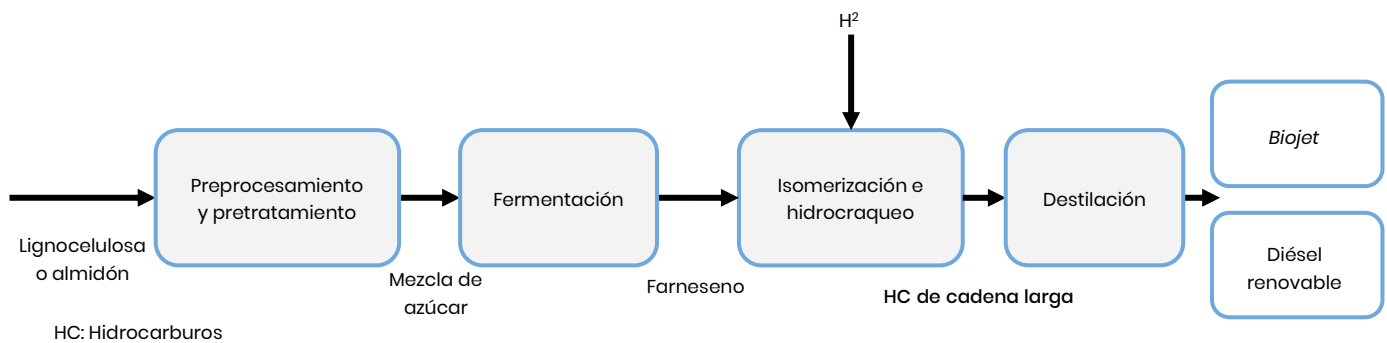 H²
Preprocesamiento
y pretratamiento
Fermentación
Isomerización e
hidrocraqueo
Destilación
Biojet
Diésel
renovable
Lignocelulosa
o almidón
Mezcla de
azúcar
Farneseno
HC de cadena larga
HC: Hidrocarburos